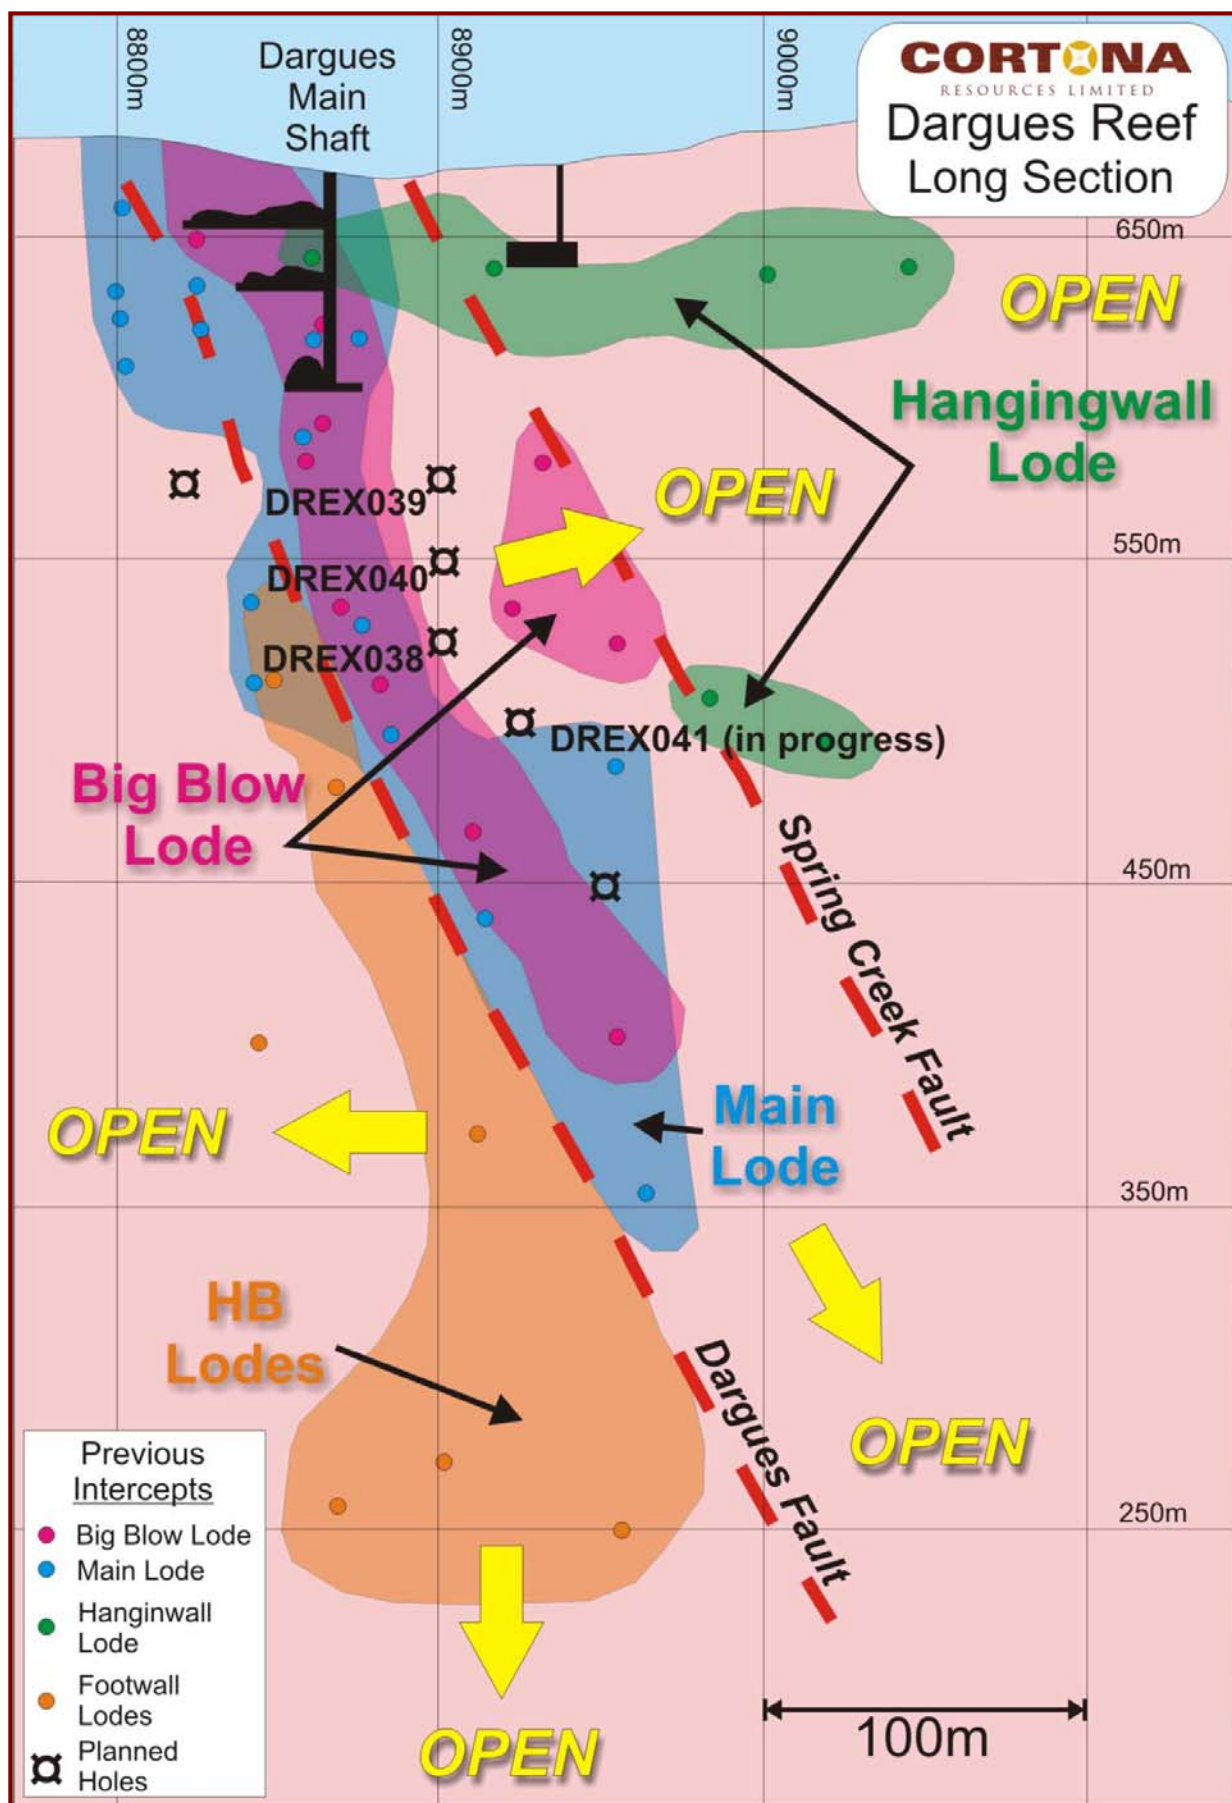 8800m
8900m
9000m
Dargues
Main
Shaft
CORTONA
RESOURCES LIMITED
Dargues Reef
Long Section
650m
OPEN
Hangingwall
Lode
OPEN
DREX039
550m
DREX040
DREX038
DREX041 (in progress)
Big Blow
Lode
Spring Creek Fault
450m
Main
Lode
OPEN
350m
HB
Lodes
Dargues Fault
OPEN
250m
Previous
Intercepts
Big Blow Lode
Main Lode
Hanginwall
Lode
Footwall
Lodes
Planned
Holes
OPEN
100m